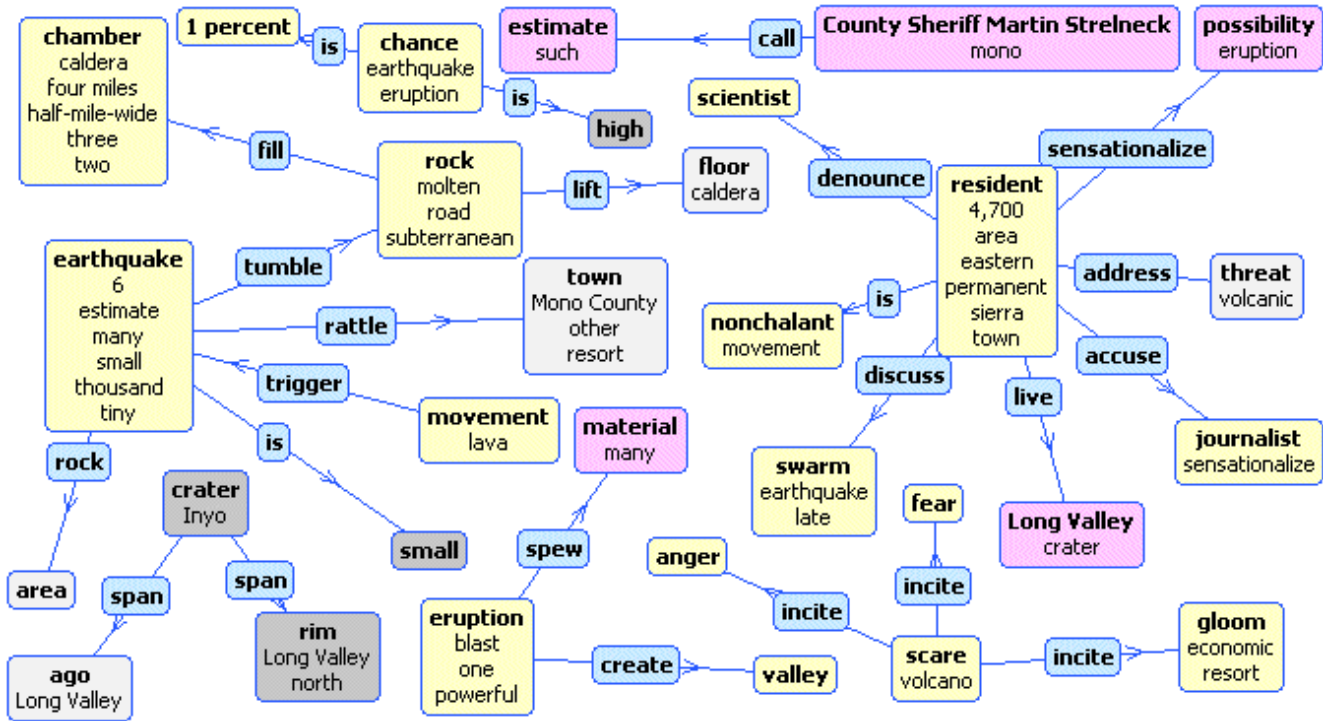 chamber
caldera
four miles
half-mile-wide
three
two
1 percent
is
chance
earthquake
eruption
is
high
estimate
such
call
County Sheriff Martin Strelneck
mono
possibility
eruption
scientist
denounce
sensationalize
fill
rock
molten
road
subterranean
lift
floor
caldera
resident
4,700
area
eastern
permanent
sierra
town
earthquake
6
estimate
many
small
thousand
tiny
tumble
rattle
town
Mono County
other
resort
address
threat
volcanic
is
nonchalant
movement
trigger
movement
lava
discuss
swarm
earthquake
late
live
Long Valley
crater
accuse
journalist
sensationalize
rock
area
is
small
crater
Inyo
span
ago
Long Valley
span
rim
Long Valley
north
material
many
spew
eruption
blast
one
powerful
create
valley
anger
incite
fear
incite
scare
volcano
incite
gloom
economic
resort